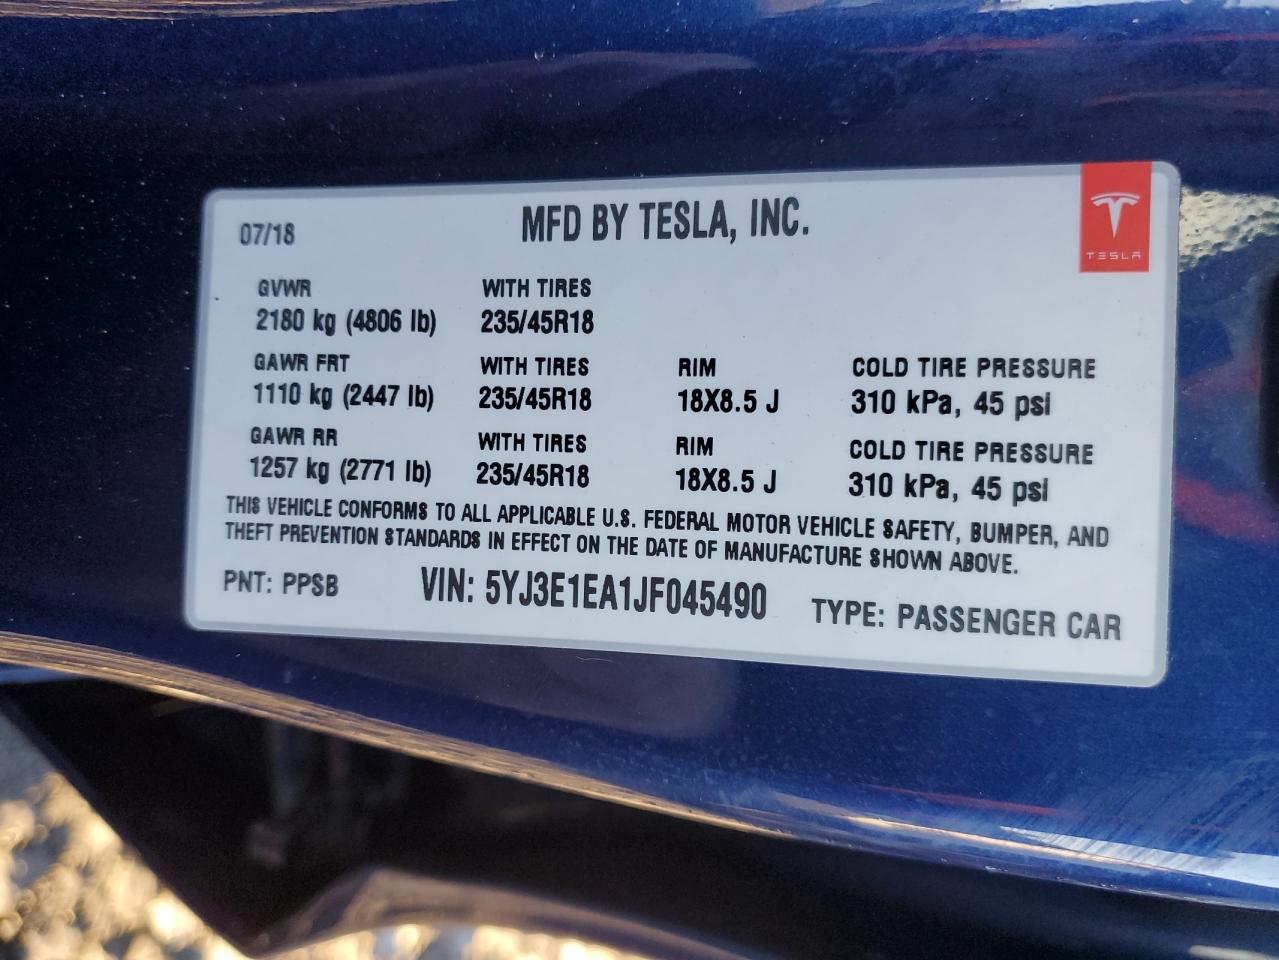 07/18 MFD BY TESLA, INC.
TESLA
GVWR WITH TIRES
2180 kg (4806 lb) 235/45R18
GAWR FRT WITH TIRES RIM COLD TIRE PRESSURE
1110 kg (2447 lb) 235/45R18 18X8.5 J 310 kPa, 45 psi
GAWR RR WITH TIRES RIM COLD TIRE PRESSURE
1257 kg (2771 lb) 235/45R18 18X8.5 J 310 kPa, 45 psi
THIS VEHICLE CONFORMS TO ALL APPLICABLE U.S. FEDERAL MOTOR VEHICLE SAFETY, BUMPER, AND
THEFT PREVENTION STANDARDS IN EFFECT ON THE DATE OF MANUFACTURE SHOWN ABOVE.
PNT: PPSB VIN: 5YJ3E1EA1JF045490 TYPE: PASSENGER CAR